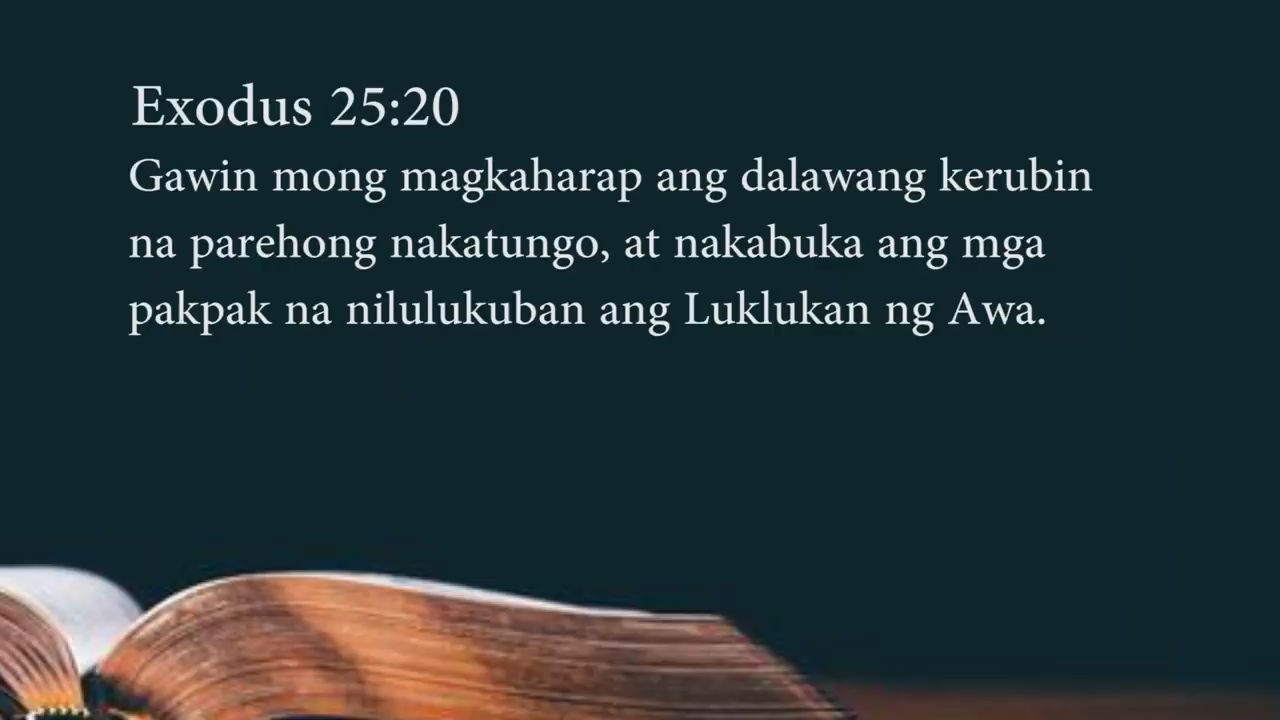 Exodus 25:20
Gawin mong magkaharap ang dalawang kerubin
na parehong nakatungo, at nakabuka ang mga
pakpak na nilulukuban ang Luklukan ng Awa.